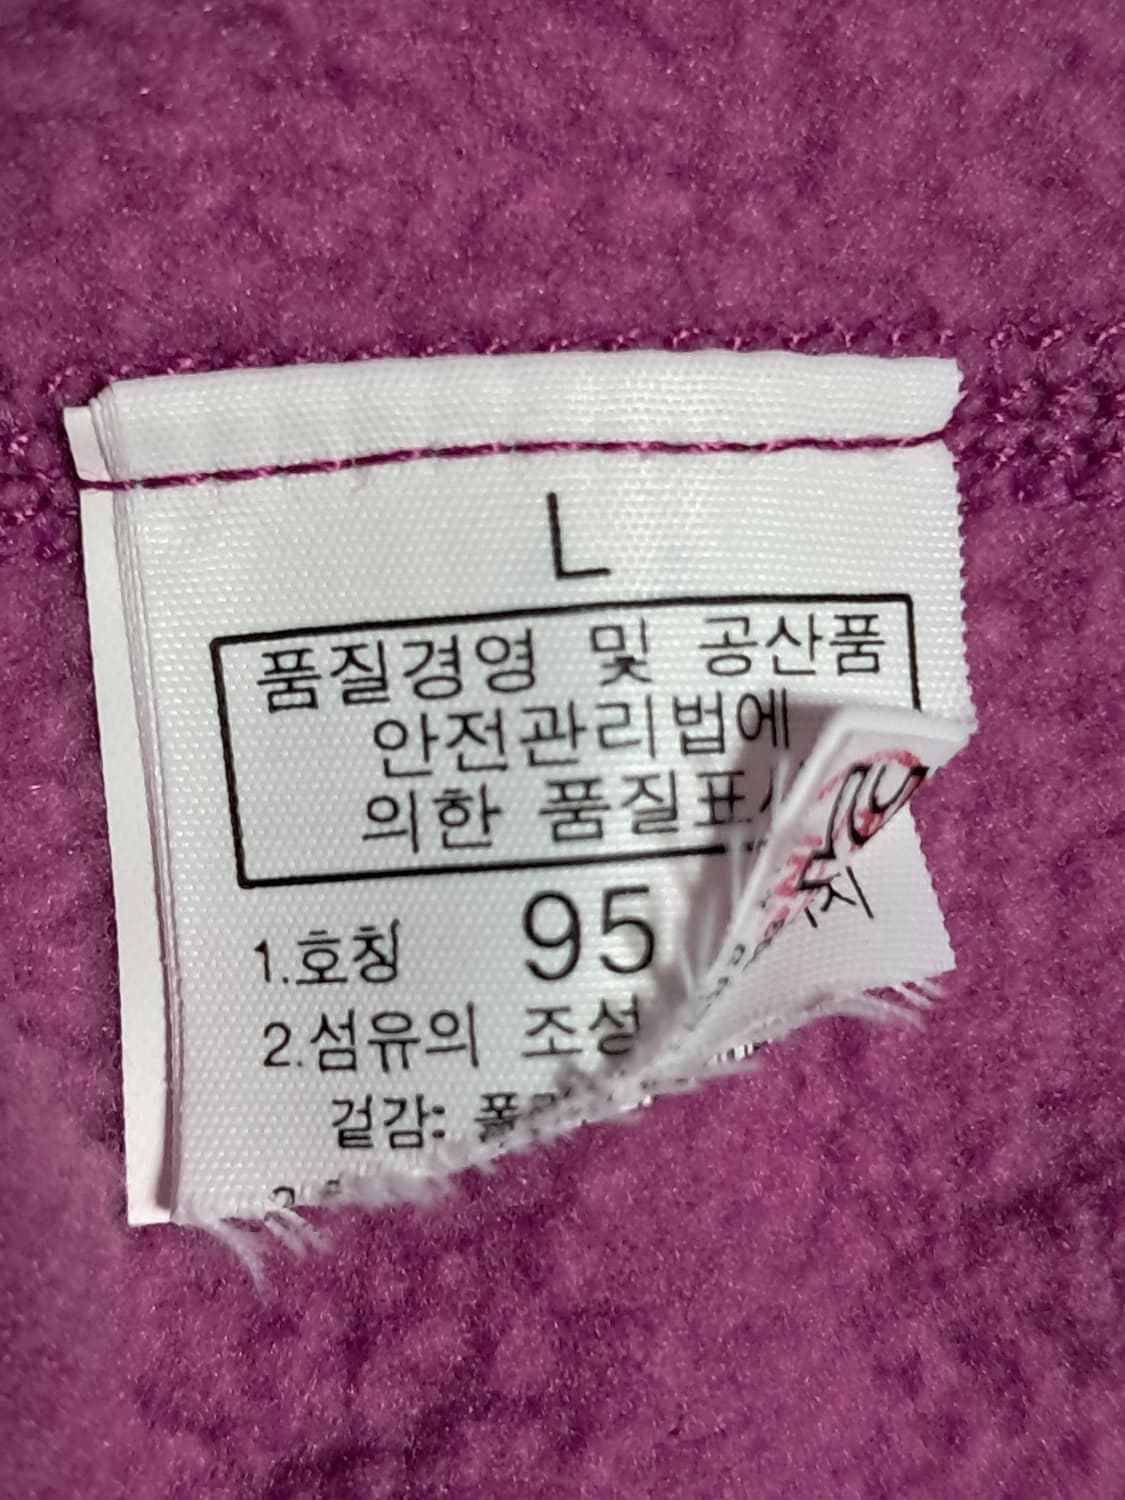 L
품질경영 및 공산품
안전관리법에
의한 품질표
1.호칭 95
2.섬유의 조성
겉감: